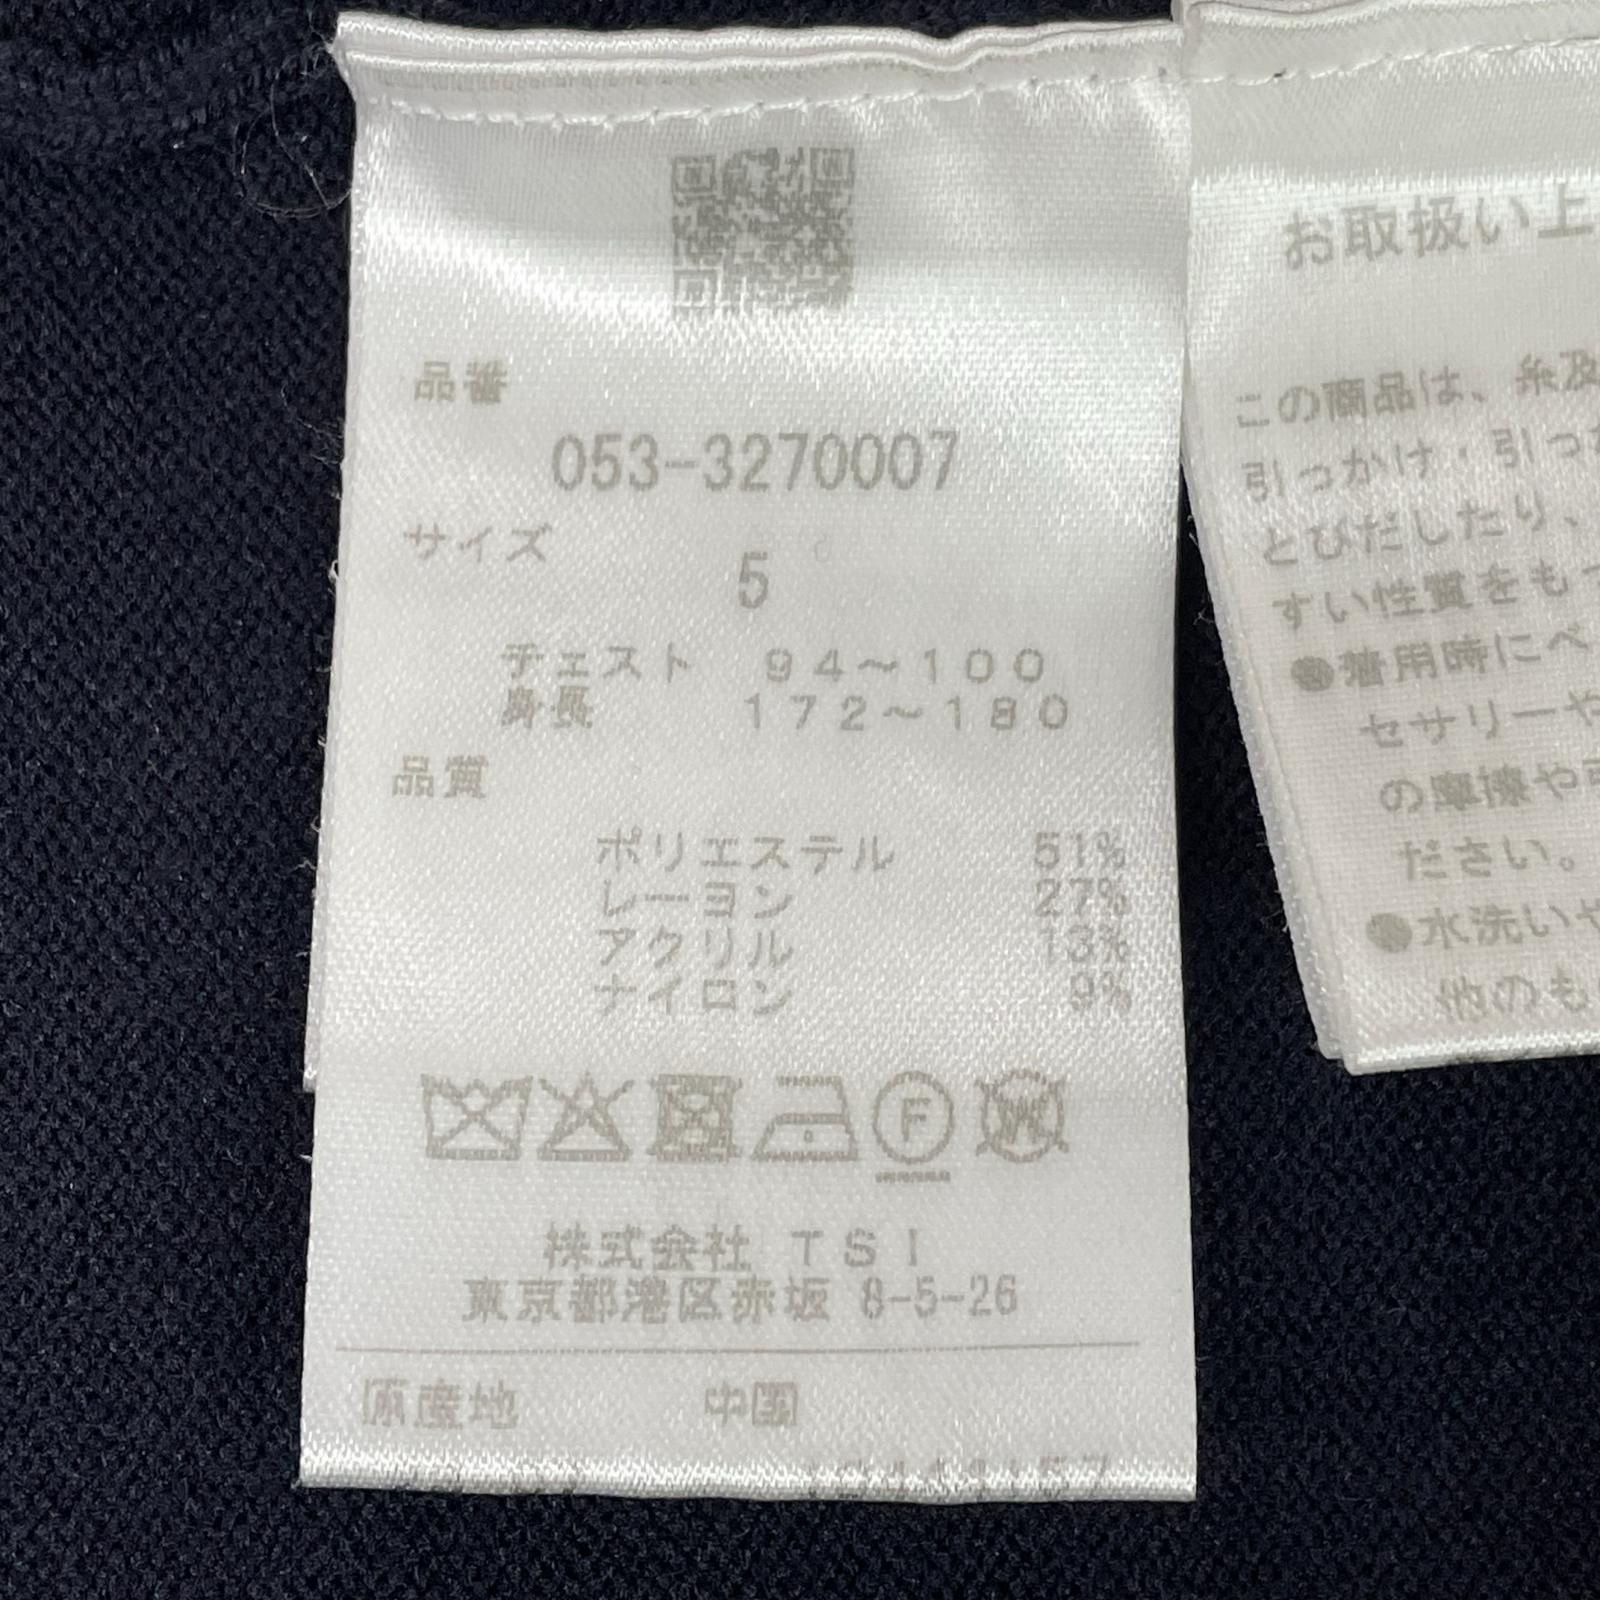 品番
053-3270007
サイズ
5
チェスト 94~100
身長 172~180
品質
ポリエステル 51%
レーヨン 27%
アクリル 13%
ナイロン 9%
F
W
株式会社 TSI
東京都港区赤坂 8-5-26
原産地 中国
お取扱い上
この商品は、糸及
引っかけ・引っ
とびだしたり、
すい性質をもっ
●着用時にベ
セサリーや
の摩擦や
ださい。
●水洗いや
他のも